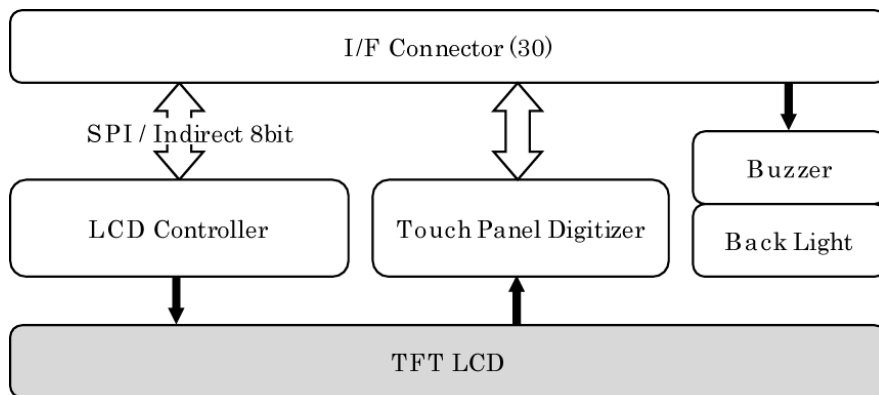 I/F Connector (30)
SPI / Indirect 8bit
Buzzer
LCD Controller
Touch Panel Digitizer
Back Light
TFT LCD